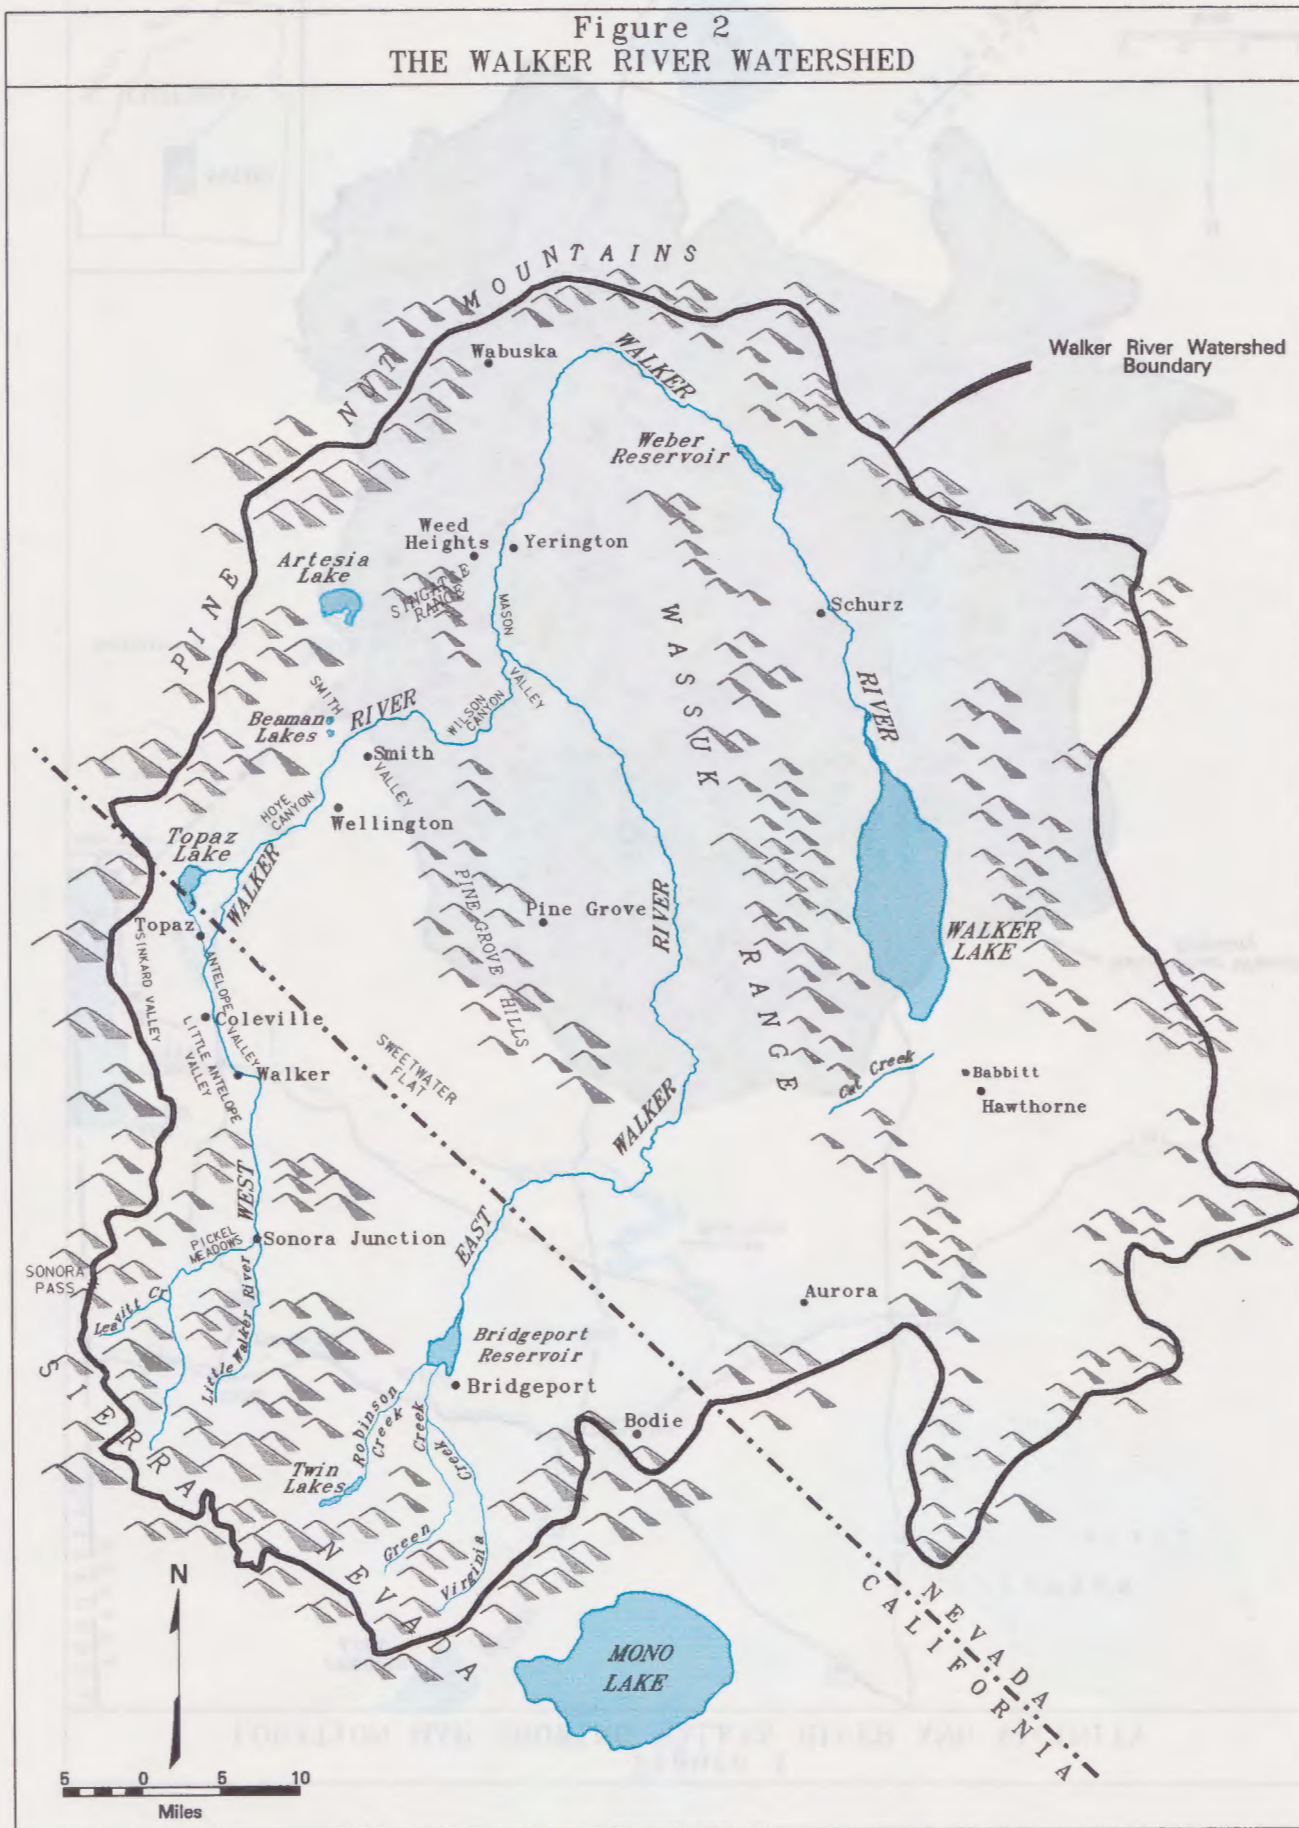 Figure 2
THE WALKER RIVER WATERSHED
PINE NUT MOUNTAINS
Wabuska
WALKER
Walker River Watershed
Boundary
Weber
Reservoir
Weed
Heights
Yerington
Artesia
Lake
SINGATSE
RANGE
MASON
VALLEY
Schurz
WASSUK
RANGE
RIVER
SMITH
VALLEY
Beaman
Lakes
RIVER
WILSON
CANYON
Smith
HOYE
CANYON
Wellington
Topaz
Lake
WALKER
Topaz
PINE GROVE HILLS
Pine Grove
RIVER
WALKER
LAKE
SINKARD VALLEY
ANTELOPE VALLEY
Coleville
LITTLE ANTELOPE
VALLEY
Walker
SWEETWATER
FLAT
WALKER
Cat Creek
Babbitt
Hawthorne
WEST
EAST
PICKEL
MEADOWS
Sonora Junction
SONORA
PASS
Leavitt Cr
Little Walker River
Aurora
Bridgeport
Reservoir
Bridgeport
Robinson
Creek
Creek
Creek
Bodie
Twin
Lakes
Green
Virginia
SIERRA
NEVADA
N
MONO
LAKE
NEVADA
CALIFORNIA
5 0 5 10
Miles